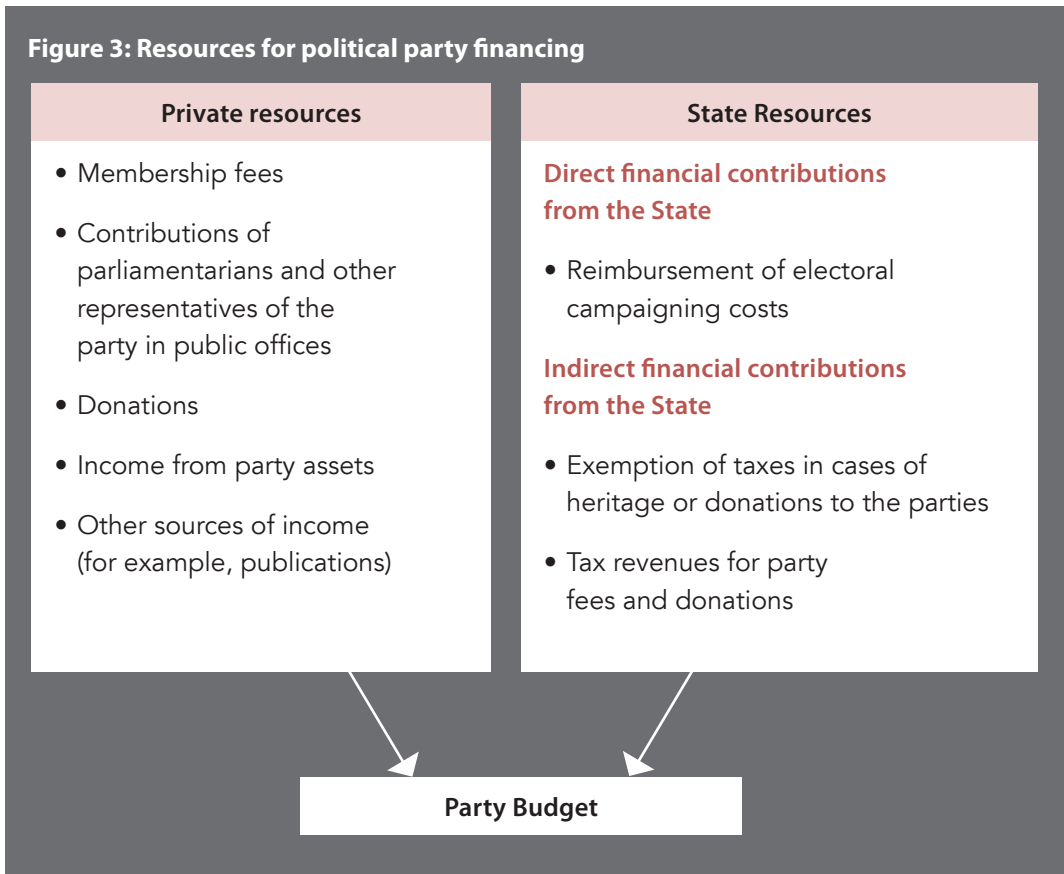 Figure 3: Resources for political party financing
Private resources
• Membership fees
• Contributions of
parliamentarians and other
representatives of the
party in public offices
• Donations
• Income from party assets
• Other sources of income
(for example, publications)
State Resources
Direct financial contributions
from the State
• Reimbursement of electoral
campaigning costs
Indirect financial contributions
from the State
• Exemption of taxes in cases of
heritage or donations to the parties
• Tax revenues for party
fees and donations
Party Budget